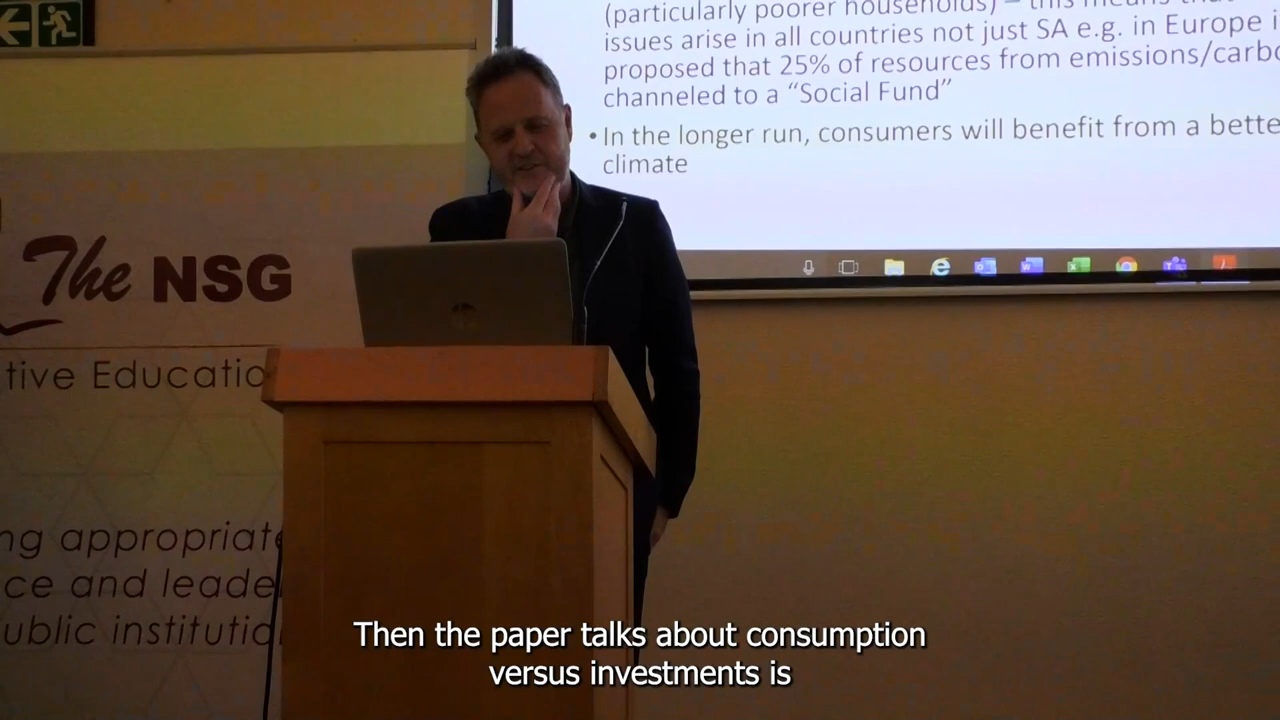 (particularly poorer households) – this means that
issues arise in all countries not just SA e.g. in Europe i
proposed that 25% of resources from emissions/carbo
channeled to a “Social Fund”
• In the longer run, consumers will benefit from a bette
climate
The NSG
tive Educatio
ng appropriate
ce and leade
ublic institutio
Then the paper talks about consumption
versus investments is